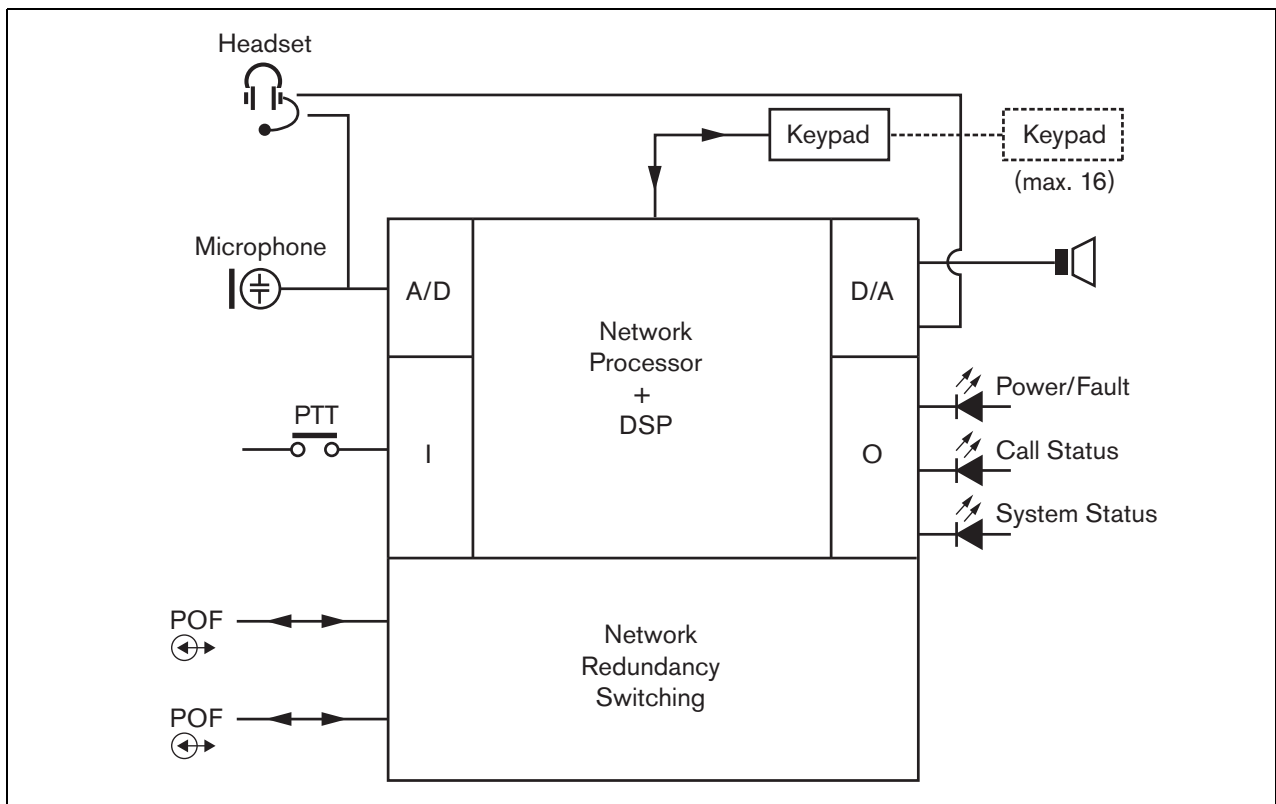 Headset
Keypad
Keypad
(max. 16)
Microphone
A/D
D/A
Network
Processor
+
DSP
Power/Fault
PTT
I
O
Call Status
System Status
POF
Network
Redundancy
Switching
POF